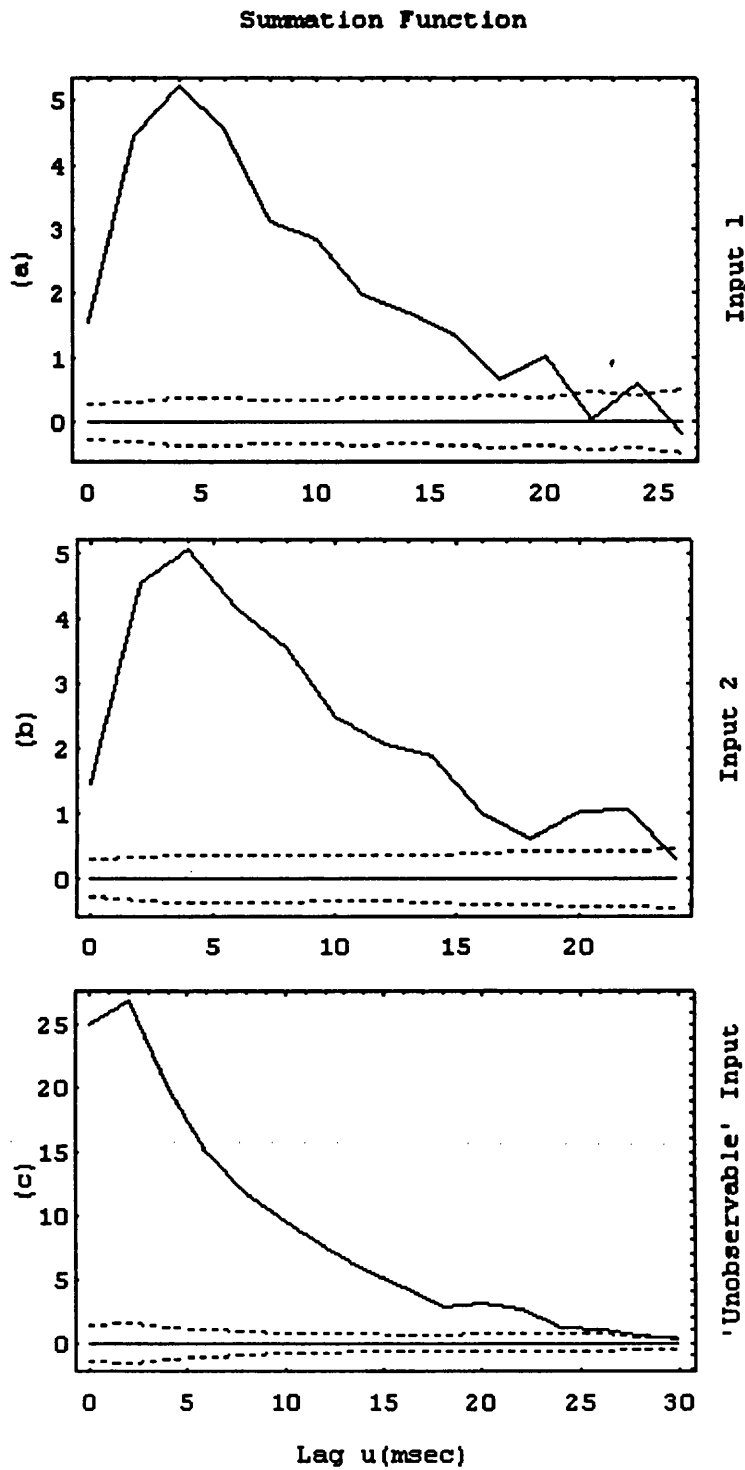 Summation Function
5
4
3
2
1
0
(a)
Input 1
0 5 10 15 20 25
5
4
3
2
1
0
(b)
Input 2
0 5 10 15 20
25
20
15
10
5
0
(c)
'Unobservable' Input
0 5 10 15 20 25 30
Lag u(msec)